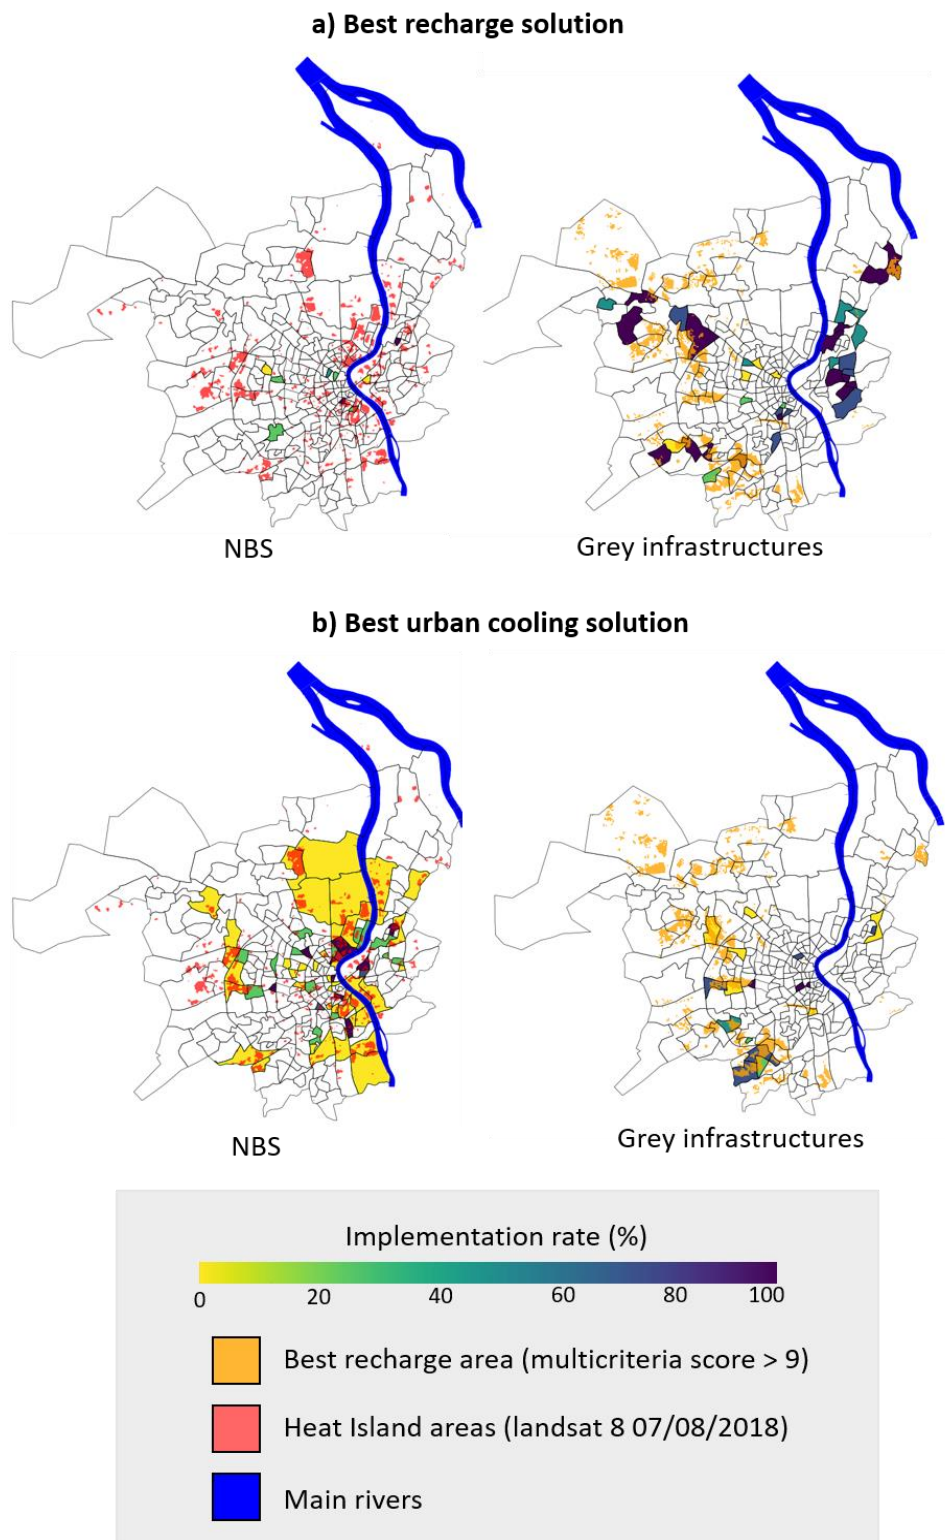 a) Best recharge solution
NBS
Grey infrastructures
b) Best urban cooling solution
NBS
Grey infrastructures
Implementation rate (%)
0 20 40 60 80 100
Best recharge area (multicriteria score > 9)
Heat Island areas (landsat 8 07/08/2018)
Main rivers